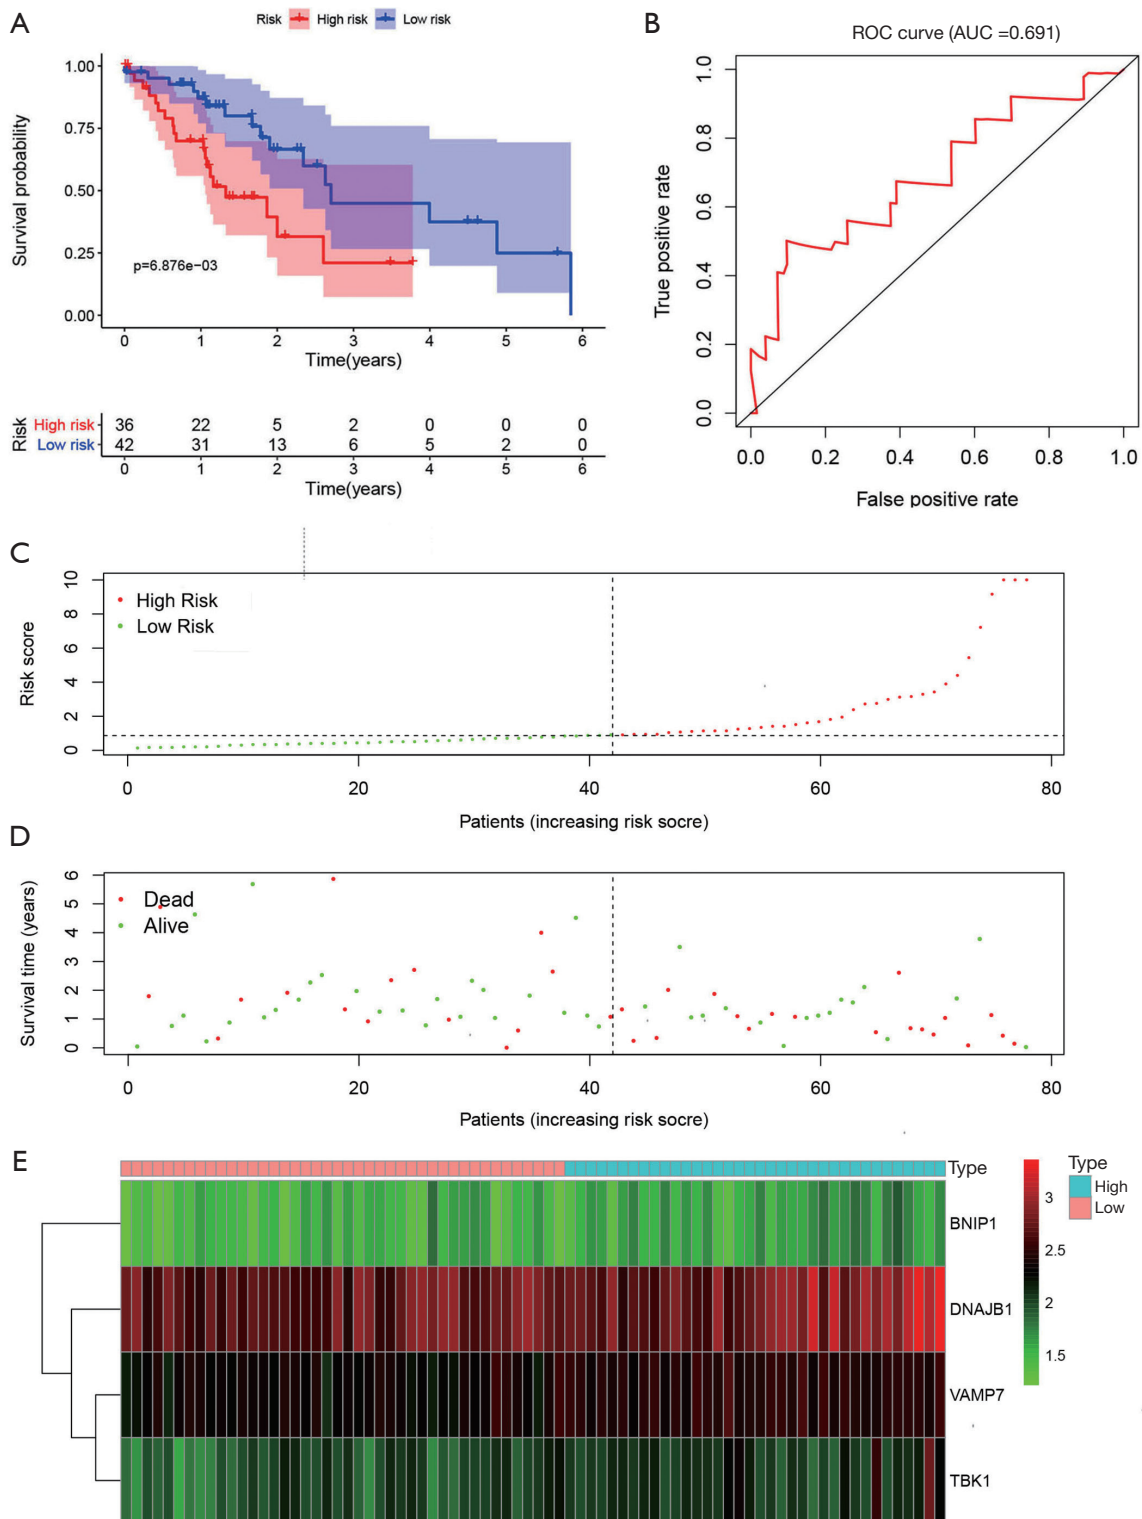 A
Risk High risk Low risk
Survival probability
1.00
0.75
0.50
0.25
0.00
p=6.876e−03
0 1 2 3 4 5 6
Time(years)
Risk
High risk 36 22 5 2 0 0 0
Low risk 42 31 13 6 5 2 0
0 1 2 3 4 5 6
Time(years)
B
ROC curve (AUC =0.691)
True positive rate
1.0
0.8
0.6
0.4
0.2
0.0
0.0 0.2 0.4 0.6 0.8 1.0
False positive rate
C
Risk score
10
8
6
4
2
0
High Risk
Low Risk
0 20 40 60 80
Patients (increasing risk socre)
D
Survival time (years)
6
5
4
3
2
1
0
Dead
Alive
0 20 40 60 80
Patients (increasing risk socre)
E
Type
BNIP1
DNAJB1
VAMP7
TBK1
3
2.5
2
1.5
Type
High
Low